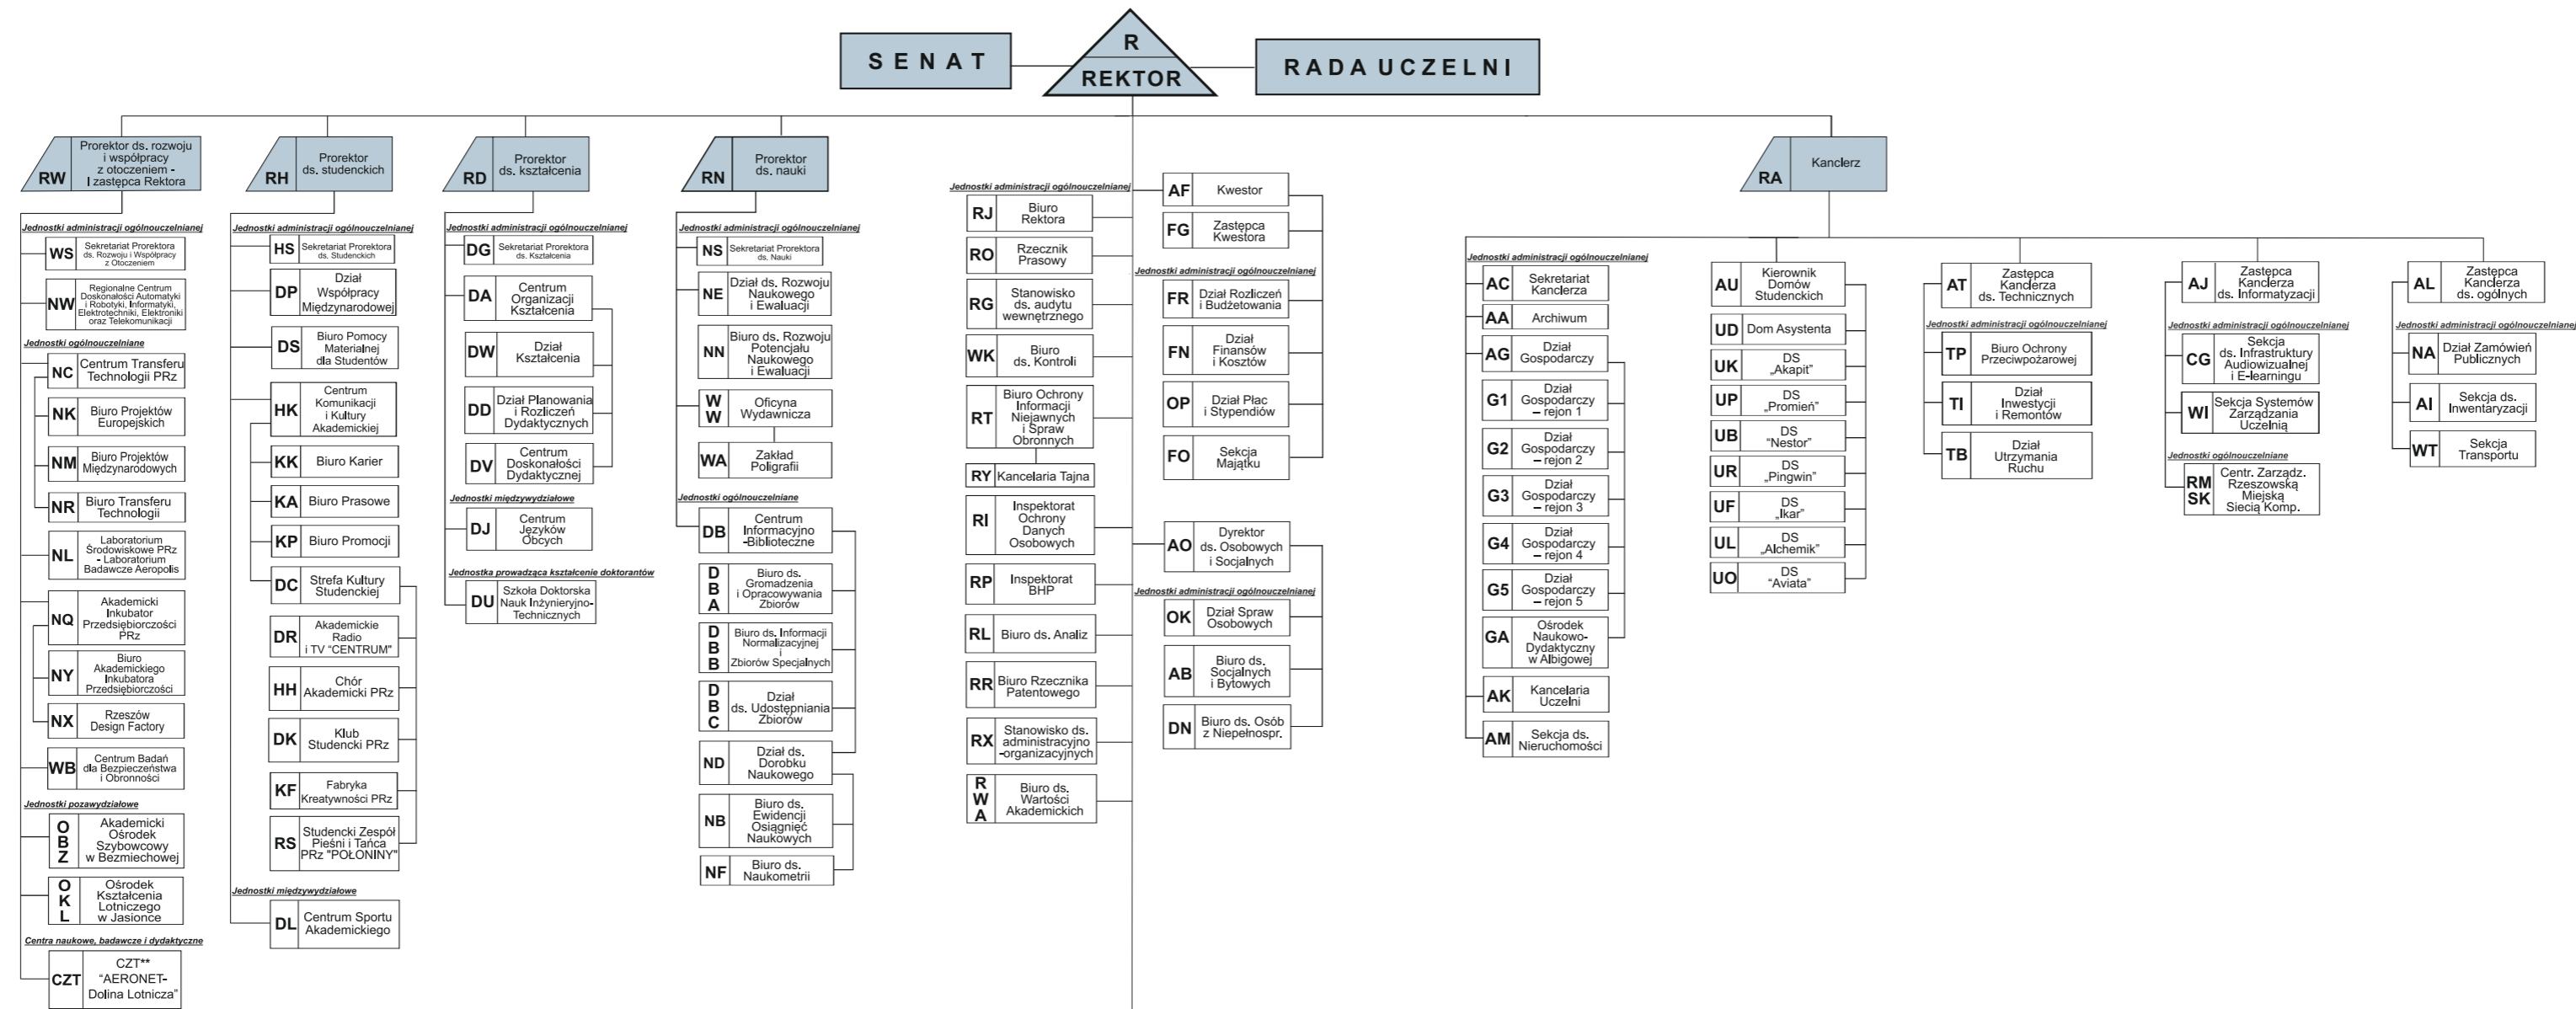 SENAT
R
REKTOR
RADA UCZELNI
RW
Prorektor ds. rozwoju
i współpracy
z otoczeniem -
I zastępca Rektora
Jednostki administracji ogólnouczelnianej
WS
Sekretariat Prorektora
ds. Rozwoju i Współpracy
z Otoczeniem
NW
Regionalne Centrum
Doskonałości Automatyki
i Robotyki, Informatyki,
Elektrotechniki, Elektroniki
oraz Telekomunikacji
Jednostki ogólnouczelniane
NC
Centrum Transferu
Technologii PRz
NK
Biuro Projektów
Europejskich
NM
Biuro Projektów
Międzynarodowych
NR
Biuro Transferu
Technologii
NL
Laboratorium
Środowiskowe PRz
- Laboratorium
Badawcze Aeropolis
NQ
Akademicki
Inkubator
Przedsiębiorczości
PRz
NY
Biuro
Akademickiego
Inkubatora
Przedsiębiorczości
NX
Rzeszów
Design Factory
WB
Centrum Badań
dla Bezpieczeństwa
i Obronności
Jednostki pozawydziałowe
O
B
Z
Akademicki
Ośrodek
Szybowcowy
w Bezmiechowej
O
K
L
Ośrodek
Kształcenia
Lotniczego
w Jasionce
Centra naukowe, badawcze i dydaktyczne
CZT
CZT**
“AERONET-
Dolina Lotnicza”
RH
Prorektor
ds. studenckich
Jednostki administracji ogólnouczelnianej
HS
Sekretariat Prorektora
ds. Studenckich
DP
Dział
Współpracy
Międzynarodowej
DS
Biuro Pomocy
Materialnej
dla Studentów
HK
Centrum
Komunikacji
i Kultury
Akademickiej
KK
Biuro Karier
KA
Biuro Prasowe
KP
Biuro Promocji
DC
Strefa Kultury
Studenckiej
DR
Akademickie
Radio
i TV “CENTRUM”
HH
Chór
Akademicki PRz
DK
Klub
Studencki PRz
KF
Fabryka
Kreatywności PRz
RS
Studencki Zespół
Pieśni i Tańca
PRz "POŁONINY"
Jednostki międzywydziałowe
DL
Centrum Sportu
Akademickiego
RD
Prorektor
ds. kształcenia
Jednostki administracji ogólnouczelnianej
DG
Sekretariat Prorektora
ds. Kształcenia
DA
Centrum
Organizacji
Kształcenia
DW
Dział
Kształcenia
DD
Dział Planowania
i Rozliczeń
Dydaktycznych
DV
Centrum
Doskonałości
Dydaktycznej
Jednostki międzywydziałowe
DJ
Centrum
Języków
Obcych
Jednostka prowadząca kształcenie doktorantów
DU
Szkoła Doktorska
Nauk Inżynieryjno-
Technicznych
RN
Prorektor
ds. nauki
Jednostki administracji ogólnouczelnianej
NS
Sekretariat Prorektora
ds. Nauki
NE
Dział ds. Rozwoju
Naukowego
i Ewaluacji
NN
Biuro ds. Rozwoju
Potencjału
Naukowego
i Ewaluacji
W
W
Oficyna
Wydawnicza
WA
Zakład
Poligrafii
Jednostki ogólnouczelniane
DB
Centrum
Informacyjno
-Biblioteczne
D
B
A
Biuro ds.
Gromadzenia
i Opracowywania
Zbiorów
D
B
B
Biuro ds. Informacji
Normalizacyjnej
i
Zbiorów Specjalnych
D
B
C
Dział
ds. Udostępniania
Zbiorów
ND
Dział ds.
Dorobku
Naukowego
NB
Biuro ds.
Ewidencji
Osiągnięć
Naukowych
NF
Biuro ds.
Naukometrii
Jednostki administracji ogólnouczelnianej
RJ
Biuro
Rektora
RO
Rzecznik
Prasowy
RG
Stanowisko
ds. audytu
wewnętrznego
WK
Biuro
ds. Kontroli
RT
Biuro Ochrony
Informacji
Niejawnych
i Spraw
Obronnych
RY
Kancelaria Tajna
RI
Inspektorat
Ochrony
Danych
Osobowych
RP
Inspektorat
BHP
RL
Biuro ds. Analiz
RR
Biuro Rzecznika
Patentowego
RX
Stanowisko ds.
administracyjno
-organizacyjnych
R
W
A
Biuro ds.
Wartości
Akademickich
AF
Kwestor
FG
Zastępca
Kwestora
Jednostki administracji ogólnouczelnianej
FR
Dział Rozliczeń
i Budżetowania
FN
Dział
Finansów
i Kosztów
OP
Dział Płac
i Stypendiów
FO
Sekcja
Majątku
AO
Dyrektor
ds. Osobowych
i Socjalnych
Jednostki administracji ogólnouczelnianej
OK
Dział Spraw
Osobowych
AB
Biuro ds.
Socjalnych
i Bytowych
DN
Biuro ds. Osób
z Niepełnospr.
RA
Kanclerz
Jednostki administracji ogólnouczelnianej
AC
Sekretariat
Kanclerza
AA
Archiwum
AG
Dział
Gospodarczy
G1
Dział
Gospodarczy
– rejon 1
G2
Dział
Gospodarczy
– rejon 2
G3
Dział
Gospodarczy
– rejon 3
G4
Dział
Gospodarczy
– rejon 4
G5
Dział
Gospodarczy
– rejon 5
GA
Ośrodek
Naukowo-
Dydaktyczny
w Albigowej
AK
Kancelaria
Uczelni
AM
Sekcja ds.
Nieruchomości
AU
Kierownik
Domów
Studenckich
UD
Dom Asystenta
UK
DS
„Akapit”
UP
DS
„Promień”
UB
DS
“Nestor”
UR
DS
„Pingwin”
UF
DS
„Ikar”
UL
DS
„Alchemik”
UO
DS
“Aviata”
AT
Zastępca
Kanclerza
ds. Technicznych
Jednostki administracji ogólnouczelnianej
TP
Biuro Ochrony
Przeciwpożarowej
TI
Dział
Inwestycji
i Remontów
TB
Dział
Utrzymania
Ruchu
AJ
Zastępca
Kanclerza
ds. Informatyzacji
Jednostki administracji ogólnouczelnianej
CG
Sekcja
ds. Infrastruktury
Audiowizualnej
i E-learningu
WI
Sekcja Systemów
Zarządzania
Uczelnią
Jednostki ogólnouczelniane
RM
SK
Centr. Zarządz.
Rzeszowską
Miejską
Siecią Komp.
AL
Zastępca
Kanclerza
ds. ogólnych
Jednostki administracji ogólnouczelnianej
NA
Dział Zamówień
Publicznych
AI
Sekcja ds.
Inwentaryzacji
WT
Sekcja
Transportu